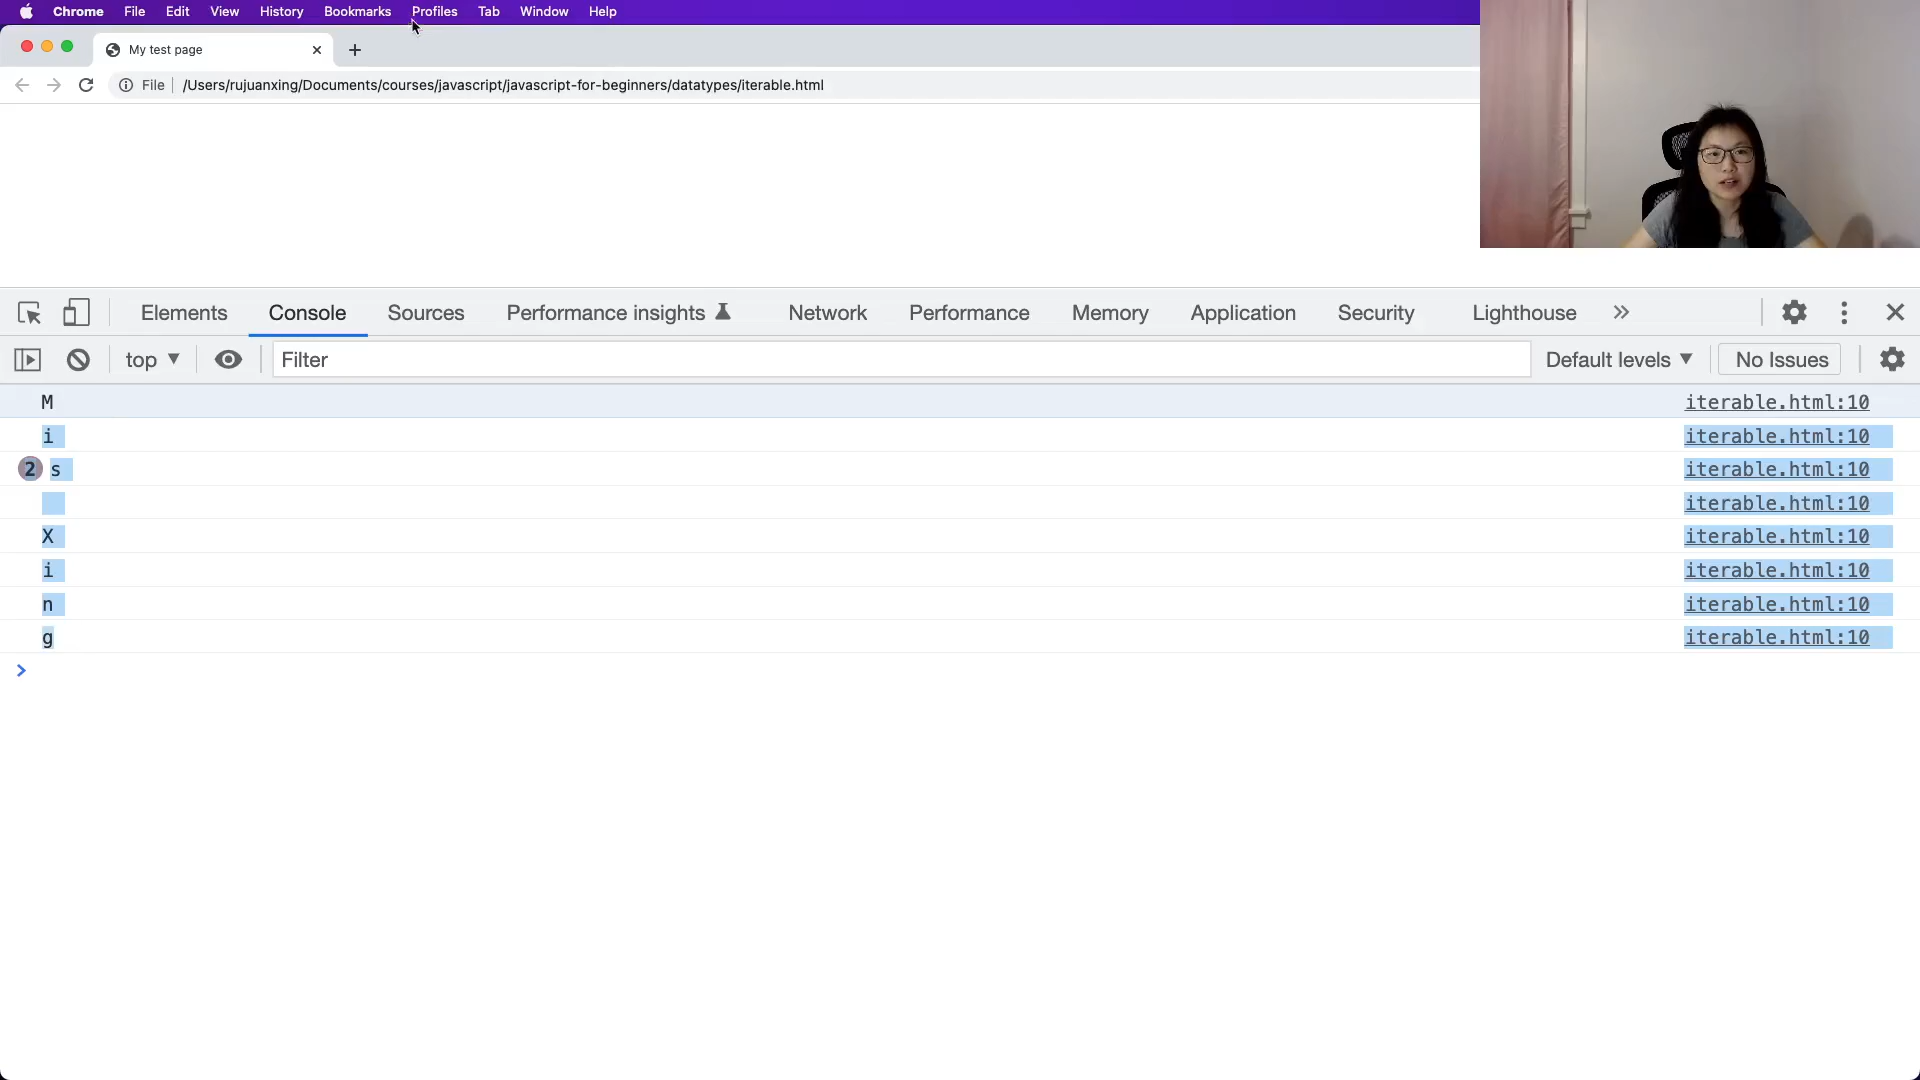 Chrome File Edit View History Bookmarks Profiles Tab Window Help
My test page
File /Users/rujuanxing/Documents/courses/javascript/javascript-for-beginners/datatypes/iterable.html
Elements Console Sources Performance insights Network Performance Memory Application Security Lighthouse
top Filter Default levels No Issues
M iterable.html:10
i iterable.html:10
2 s iterable.html:10
iterable.html:10
X iterable.html:10
i iterable.html:10
n iterable.html:10
g iterable.html:10